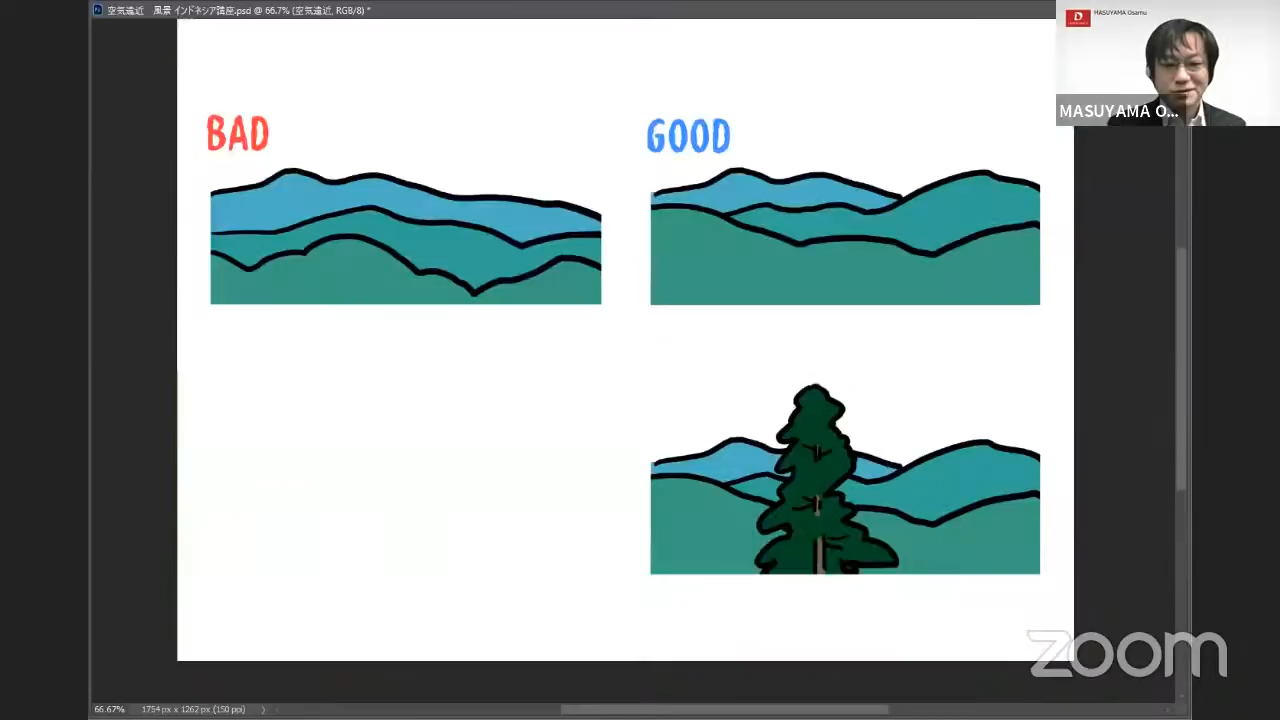 空気遠近 風景 インドネシア講座.psd @ 66.7% (空気遠近, RGB/8) *
D
MASUYAMA Osamu
MASUYAMA O...
BAD
GOOD
zoom
66.67%
1754 px x 1262 px (150 ppi)